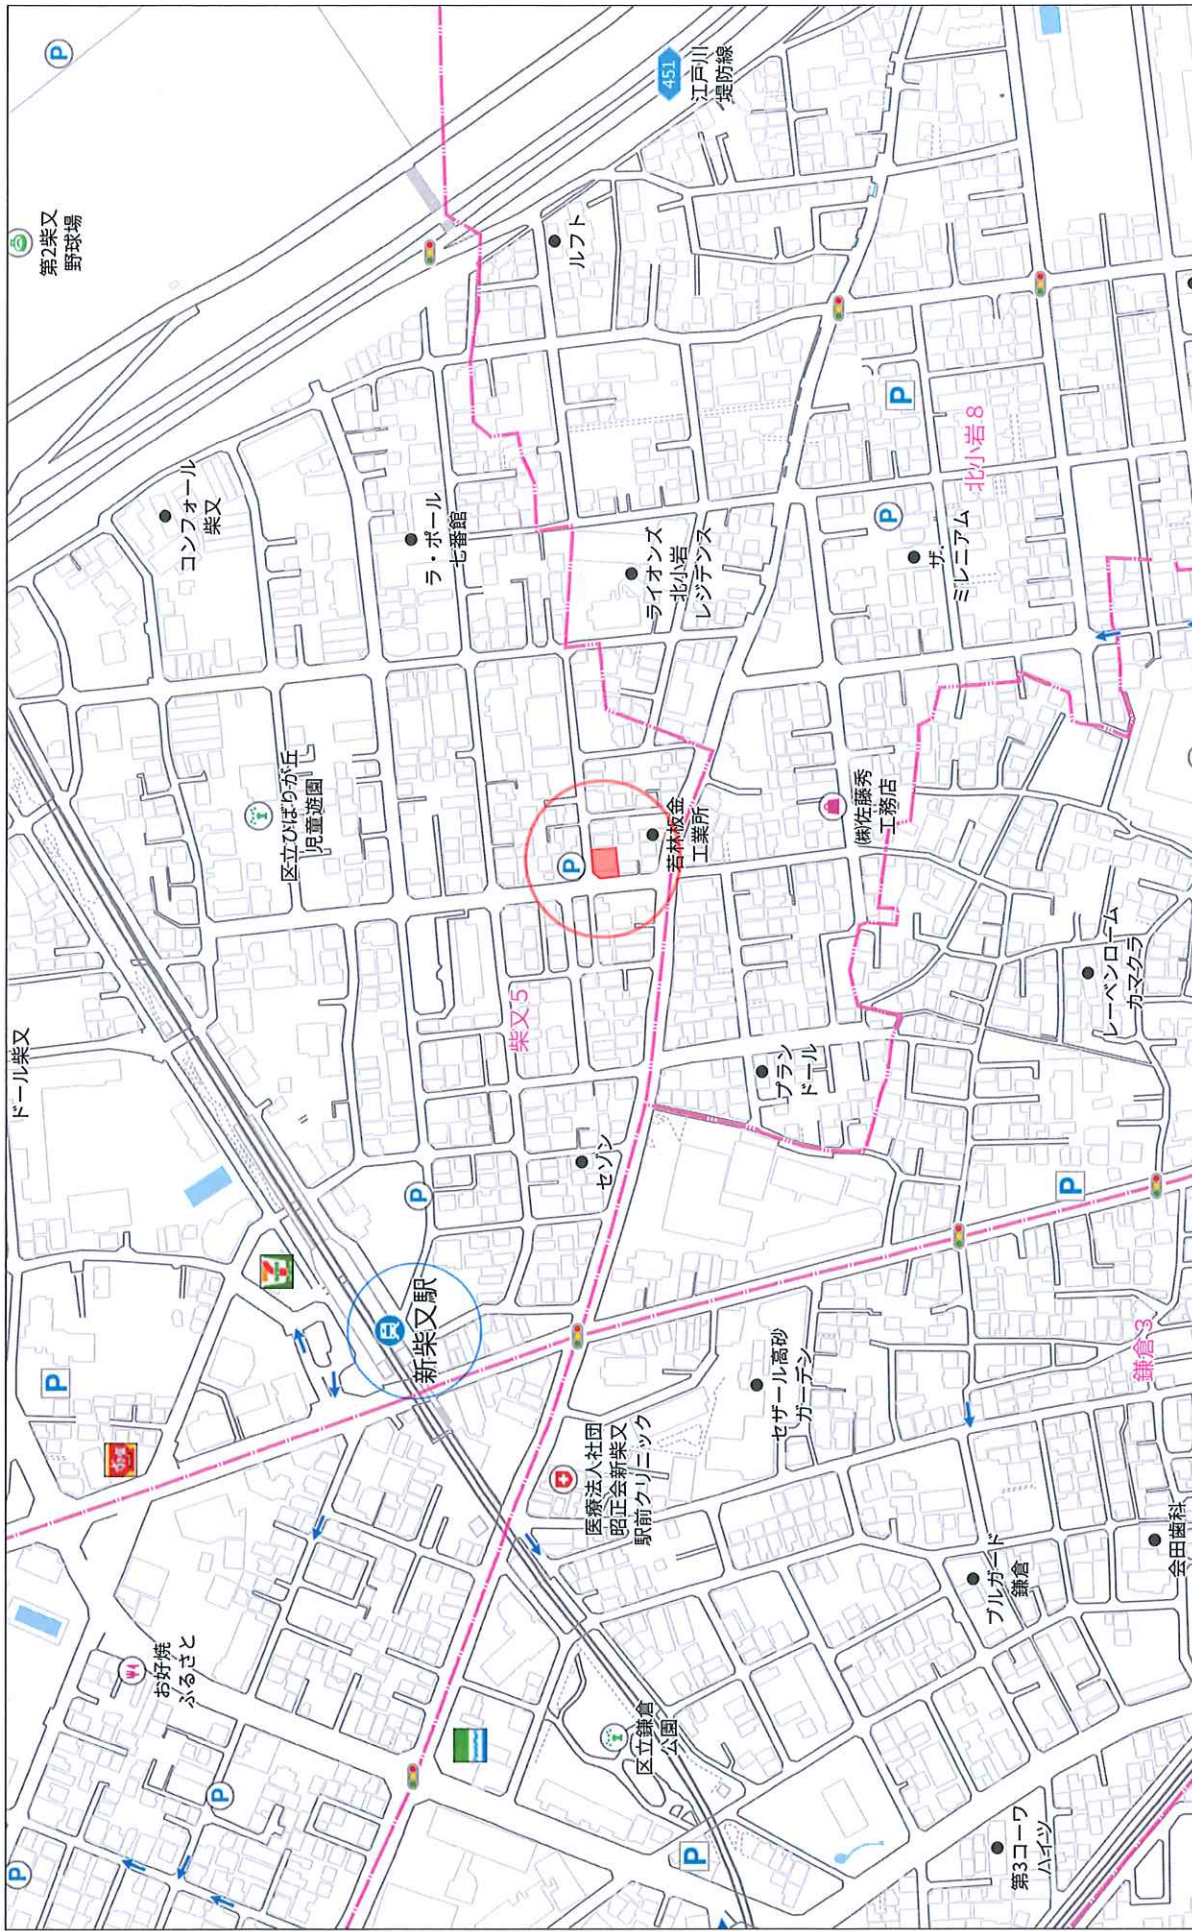 第2柴又
野球場
451
江戸川
堤防線
P
ルフト
コンフォール
柴又
ラ・ポール
七番館
ライオンズ
北小岩
レジデンス
P
北小岩8
P
ザ・
ミレニアム
区立ひばりが丘
児童遊園
P
若林板金
工業所
㈱佐藤秀
工務店
ドール柴又
柴又5
レーベンローム
カマクラ
プラン
ドール
セゾン
P
P
7
新柴又駅
P
セザール高砂
ガーデン
鎌倉3
医療法人社団
昭正会新柴又
駅前クリニック
ブルガード
鎌倉
会田歯科
お好焼
ふるさと
区立鎌倉
公園
P
P
P
第3コーワ
ハイツ